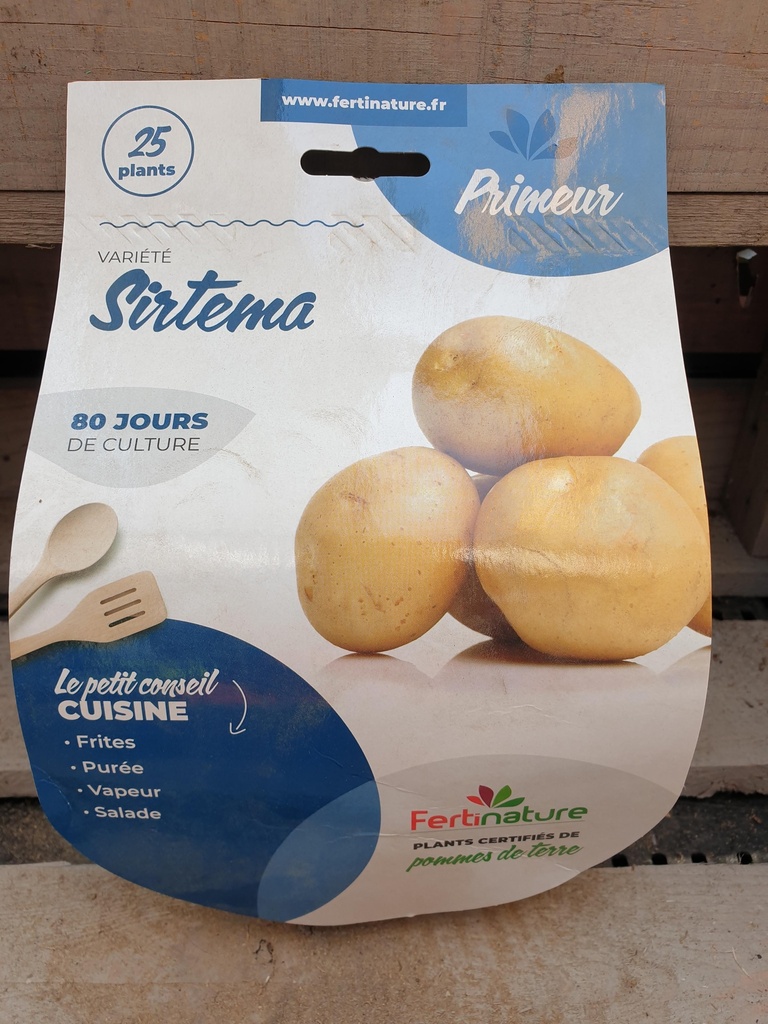 www.fertinature.fr
25
plants
Primeur
VARIÉTÉ
Sirtema
80 JOURS
DE CULTURE
Le petit conseil
CUISINE
• Frites
• Purée
• Vapeur
• Salade
Fertinature
PLANTS CERTIFIÉS DE
pommes de terre